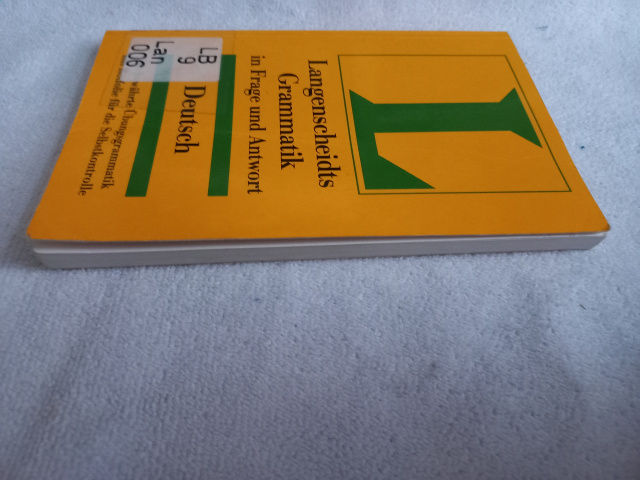 L
Langenscheidts
Grammatik
in Frage und Antwort
Deutsch
LB
9
Lan
006
Übungsgrammatik
für die Selbstkontrolle